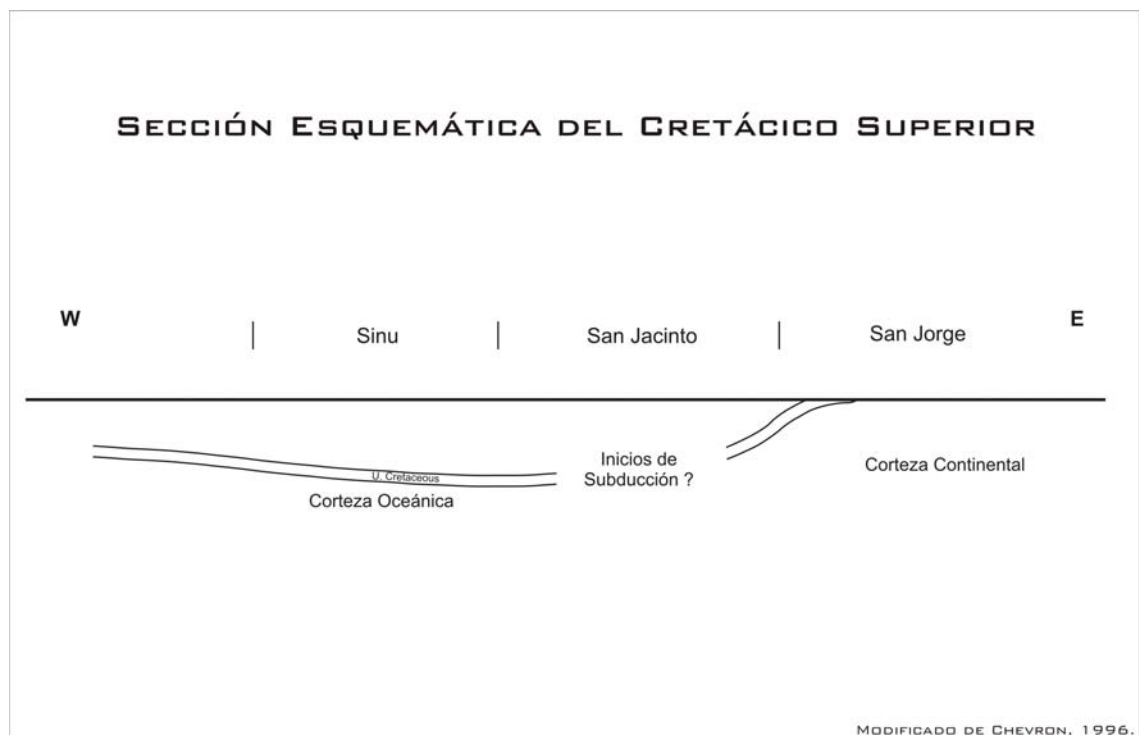 SECCIÓN ESQUEMÁTICA DEL CRETÁCICO SUPERIOR
W
E
Sinu
San Jacinto
San Jorge
U. Cretaceous
Corteza Oceánica
Inicios de
Subducción ?
Corteza Continental
MODIFICADO DE CHEVRON, 1996.